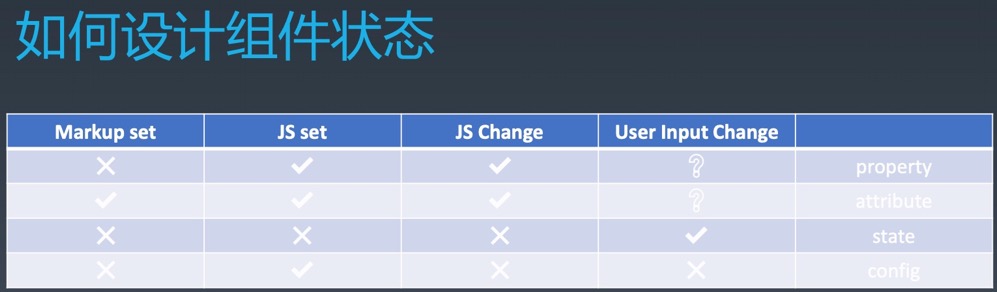 如何设计组件状态
Markup set JS set JS Change User Input Change
❌ ✔ ✔ ❔ property
✔ ✔ ✔ ❔ attribute
❌ ❌ ❌ ✔ state
❌ ✔ ❌ ❌ config